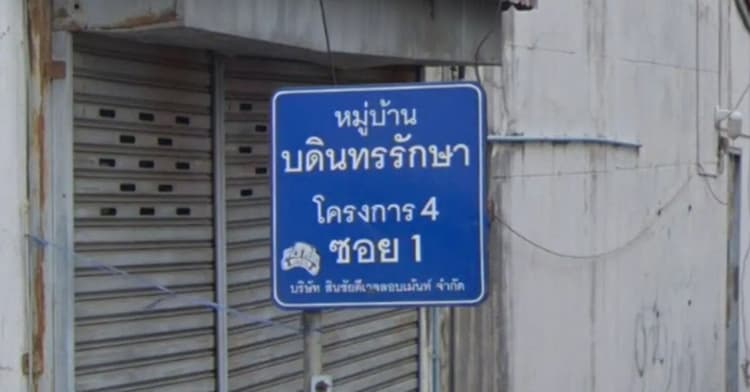 หมู่บ้าน
บดินทรรักษา
โครงการ 4
ซอย 1
บริษัท สินชัยดีเวลลอปเม้นท์ จำกัด